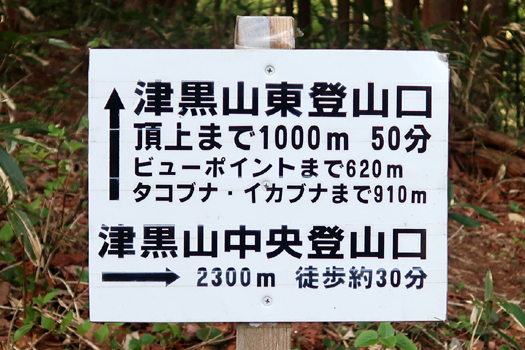 津黒山東登山口
頂上まで1000m 50分
ビューポイントまで620m
タコブナ・イカブナまで910m
津黒山中央登山口
2300m 徒歩約30分